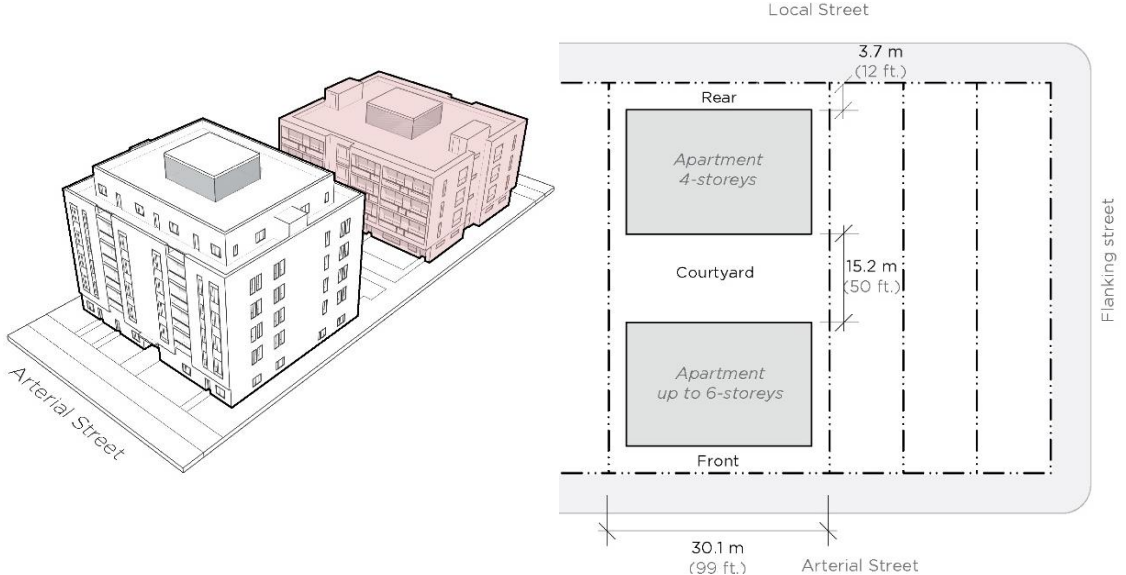 Arterial Street
Local Street
3.7 m
(12 ft.)
Rear
Apartment
4-storeys
Courtyard
15.2 m
(50 ft.)
Flanking street
Apartment
up to 6-storeys
Front
30.1 m
(99 ft.)
Arterial Street